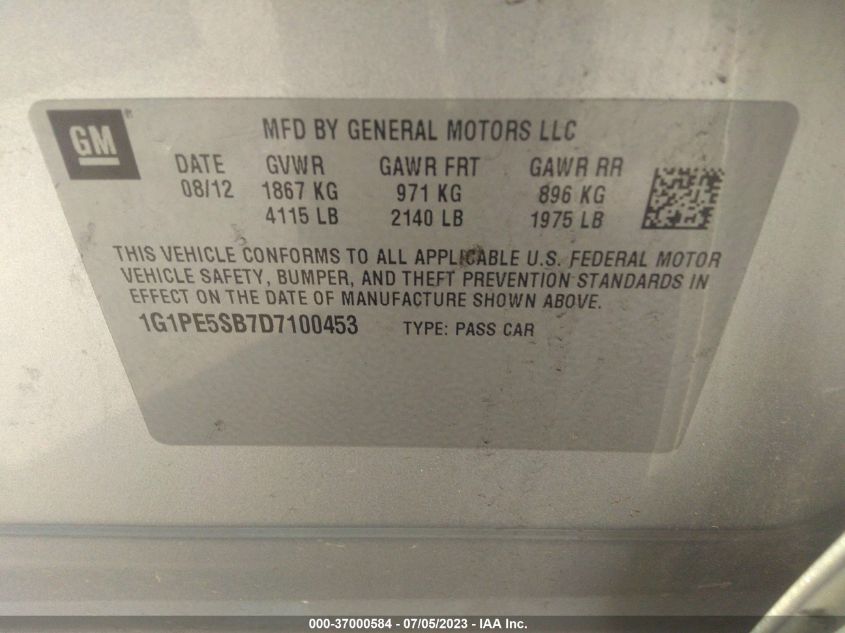 GM
MFD BY GENERAL MOTORS LLC
DATE GVWR GAWR FRT GAWR RR
08/12 1867 KG 971 KG 896 KG
4115 LB 2140 LB 1975 LB
THIS VEHICLE CONFORMS TO ALL APPLICABLE U.S. FEDERAL MOTOR
VEHICLE SAFETY, BUMPER, AND THEFT PREVENTION STANDARDS IN
EFFECT ON THE DATE OF MANUFACTURE SHOWN ABOVE.
1G1PE5SB7D7100453 TYPE: PASS CAR
000-37000584 - 07/05/2023 - IAA Inc.